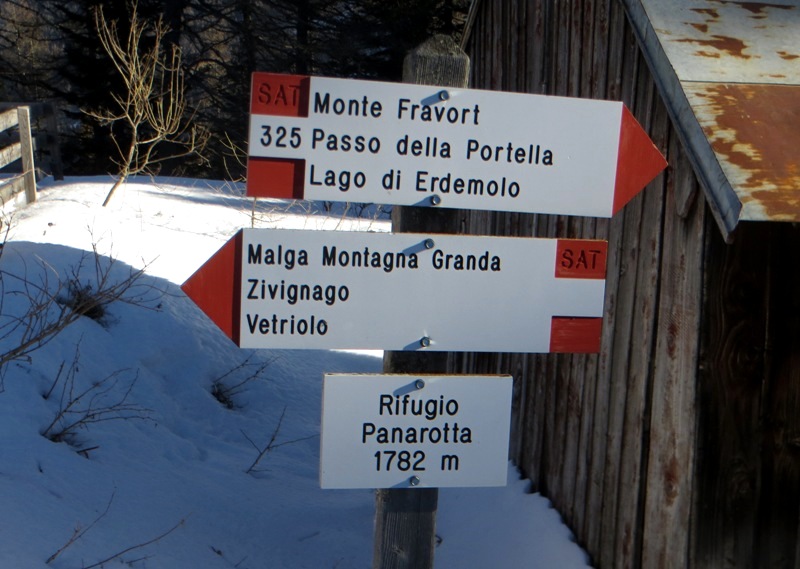 SAT Monte Fravort
325 Passo della Portella
Lago di Erdemolo
Malga Montagna Granda SAT
Zivignago
Vetriolo
Rifugio
Panarotta
1782 m